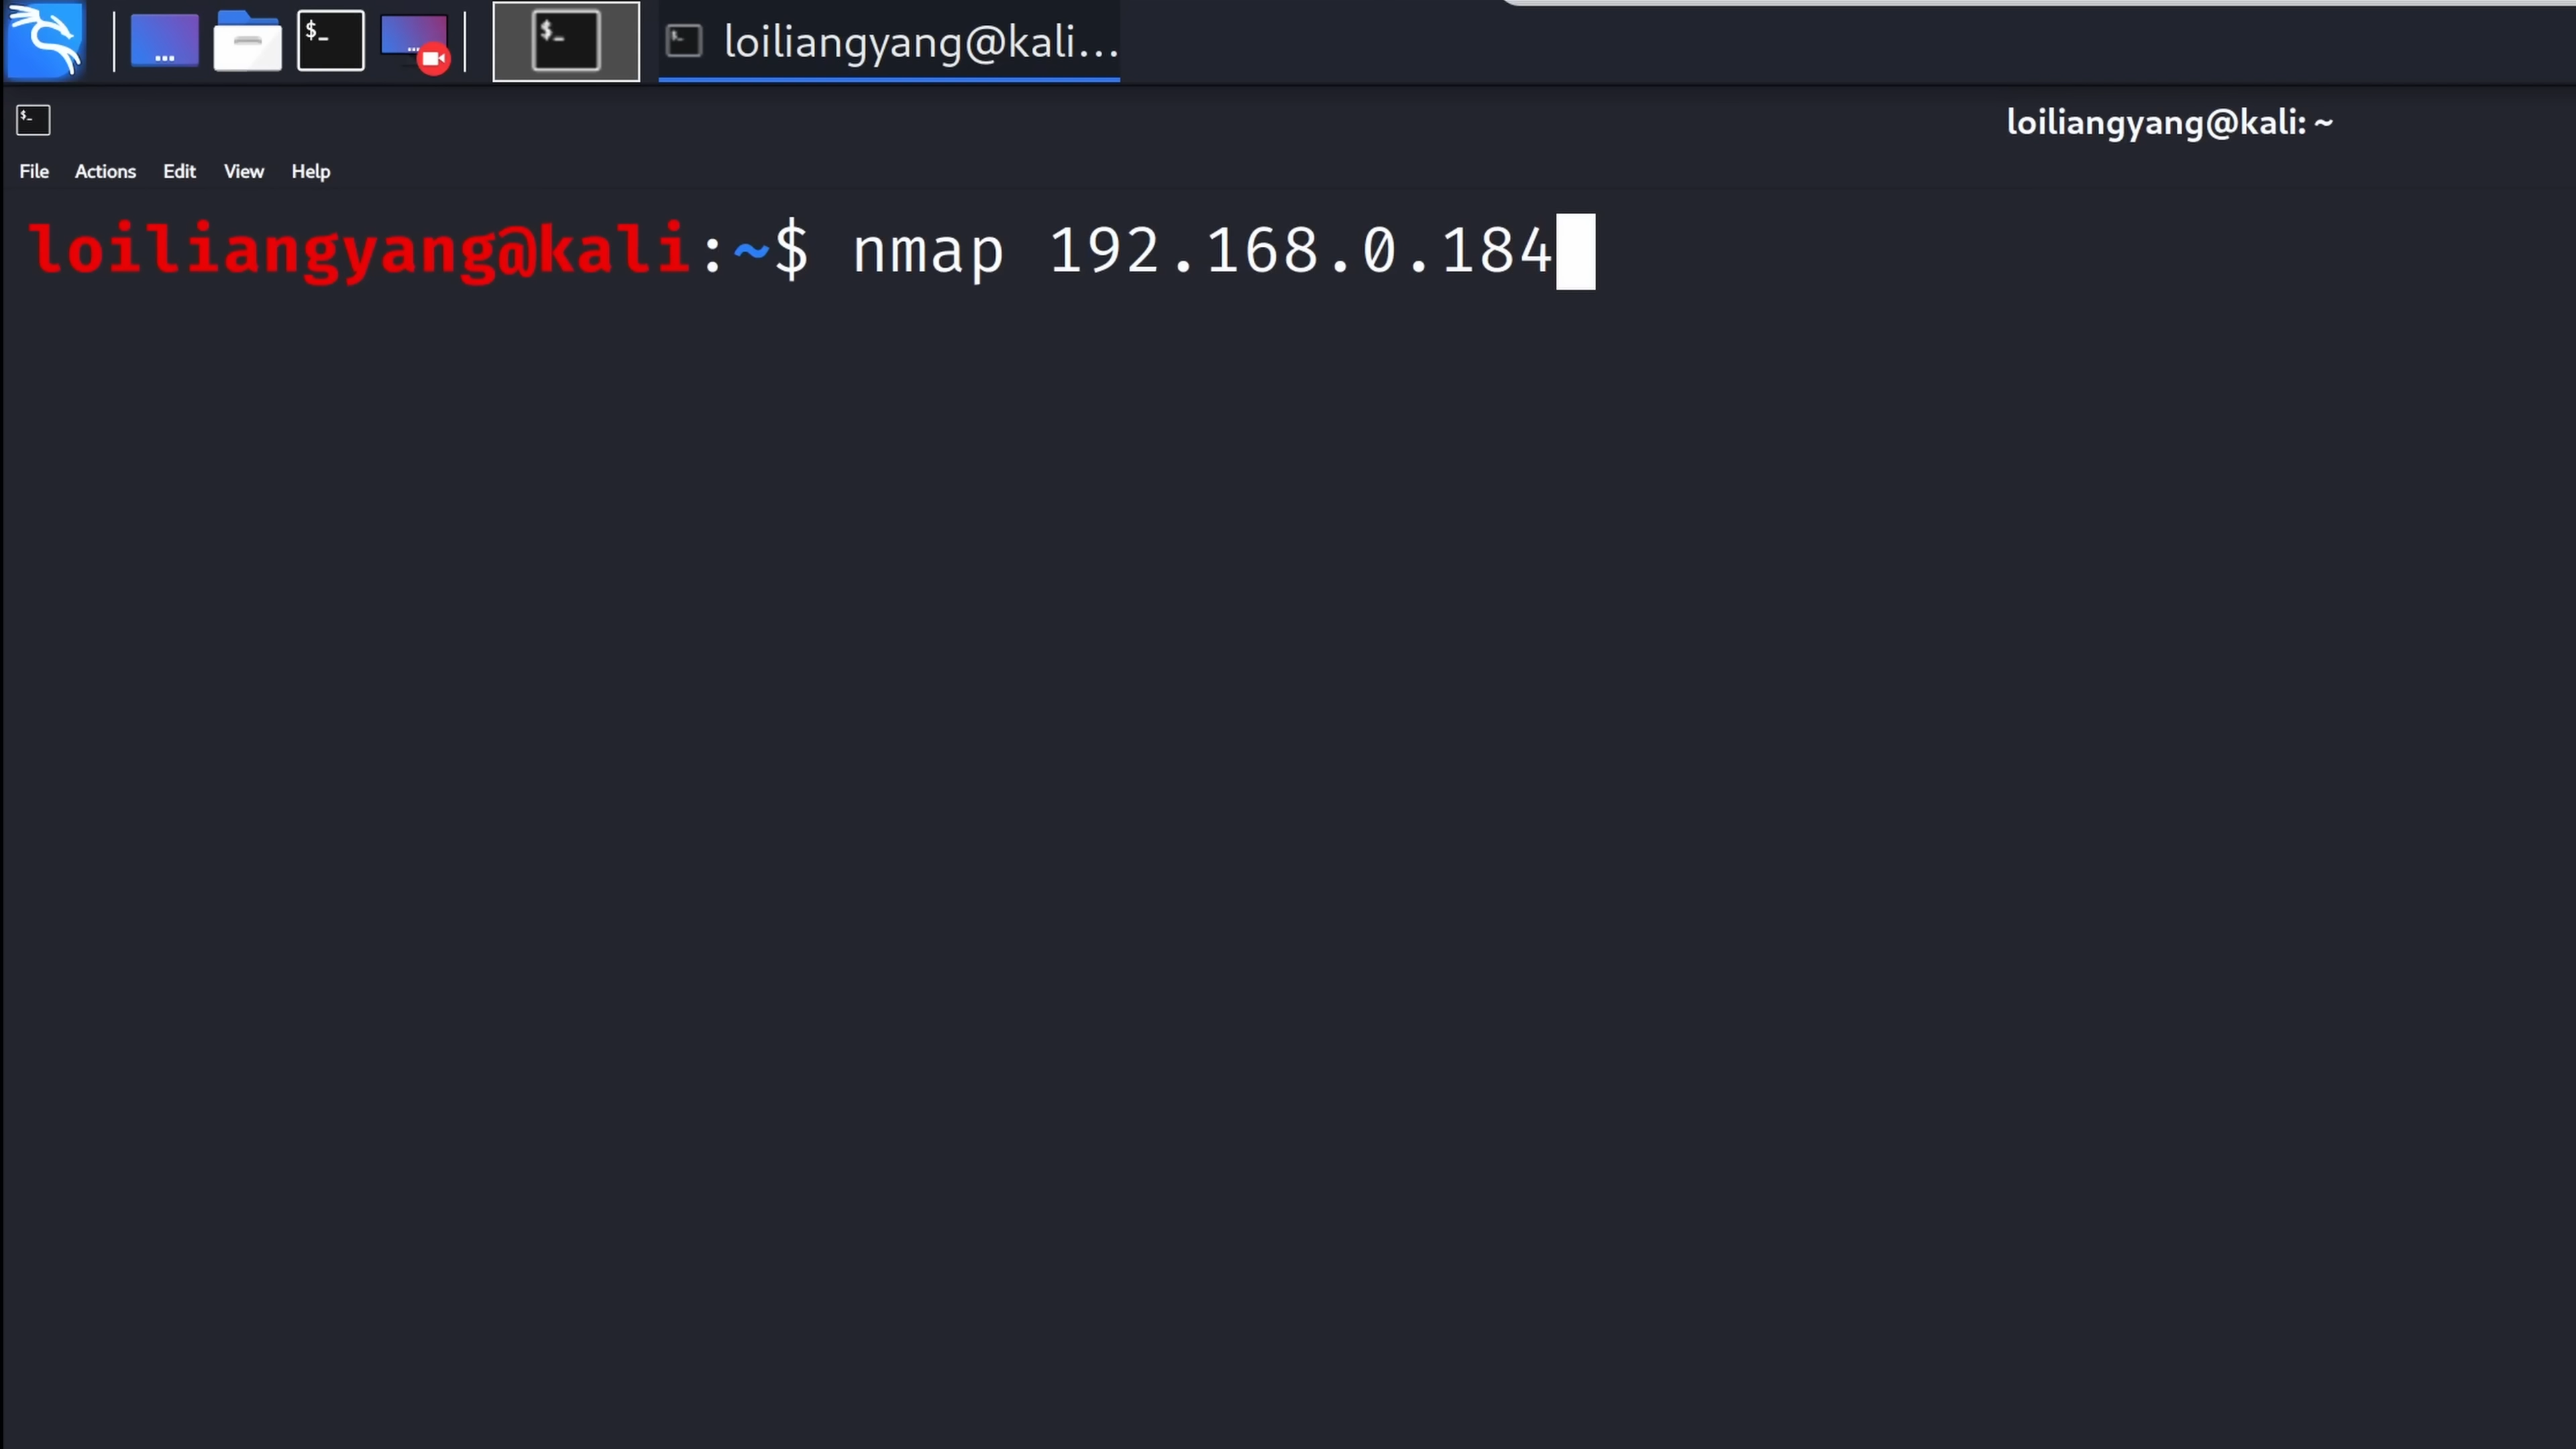 loiliangyang@kali...
loiliangyang@kali: ~
File Actions Edit View Help
loiliangyang@kali:~$ nmap 192.168.0.184